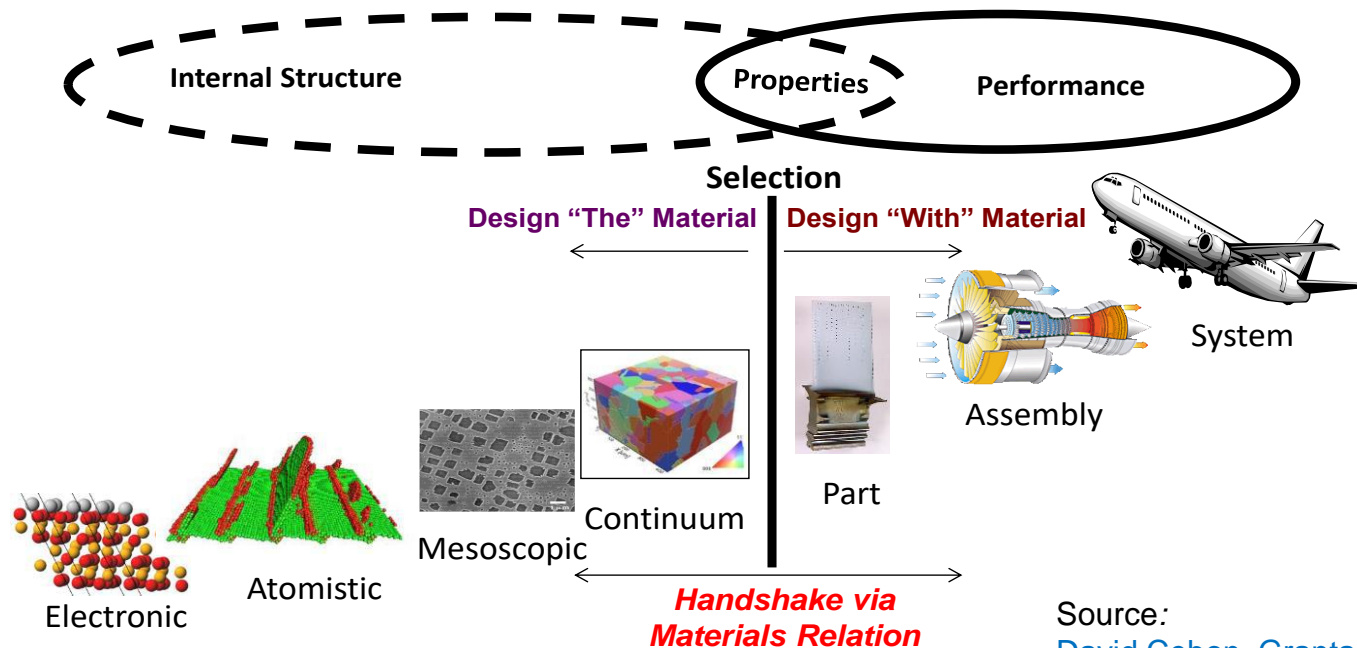 Internal Structure
Properties
Performance
Selection
Design “The” Material
Design “With” Material
System
Assembly
Part
Continuum
Mesoscopic
Atomistic
Electronic
Handshake via
Materials Relation
Source: